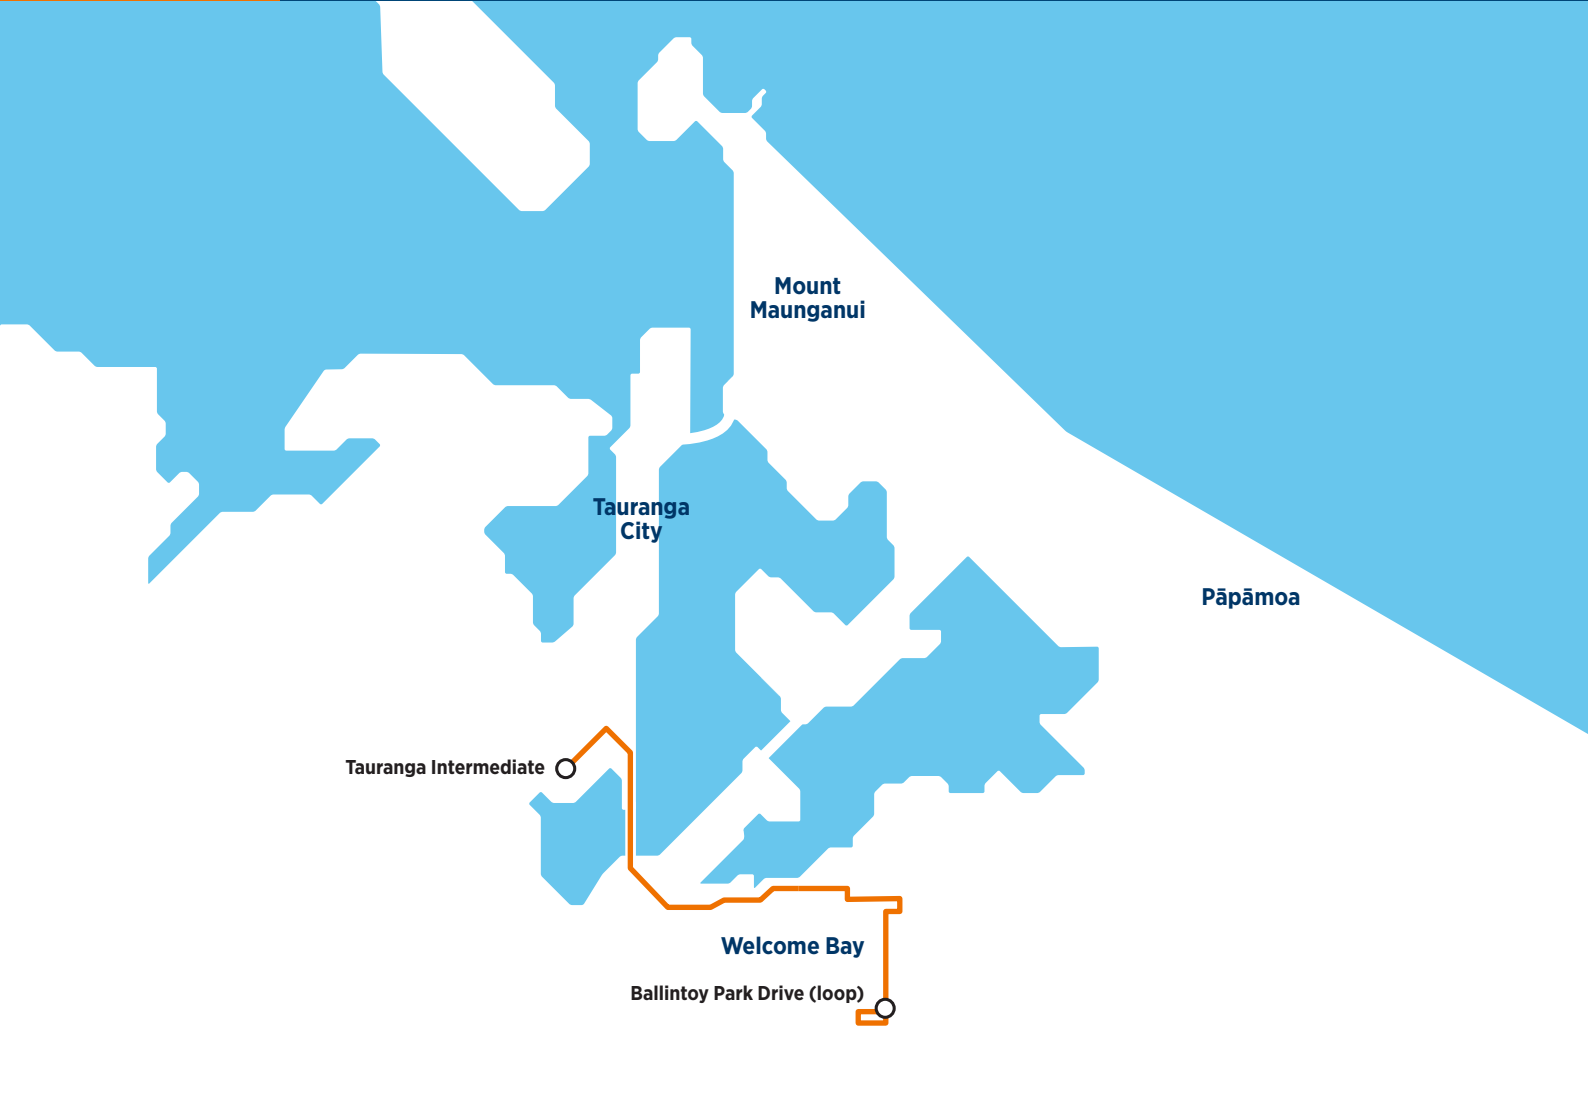 Mount
Maunganui
Tauranga
City
Pāpāmoa
Tauranga Intermediate
Welcome Bay
Ballintoy Park Drive (loop)